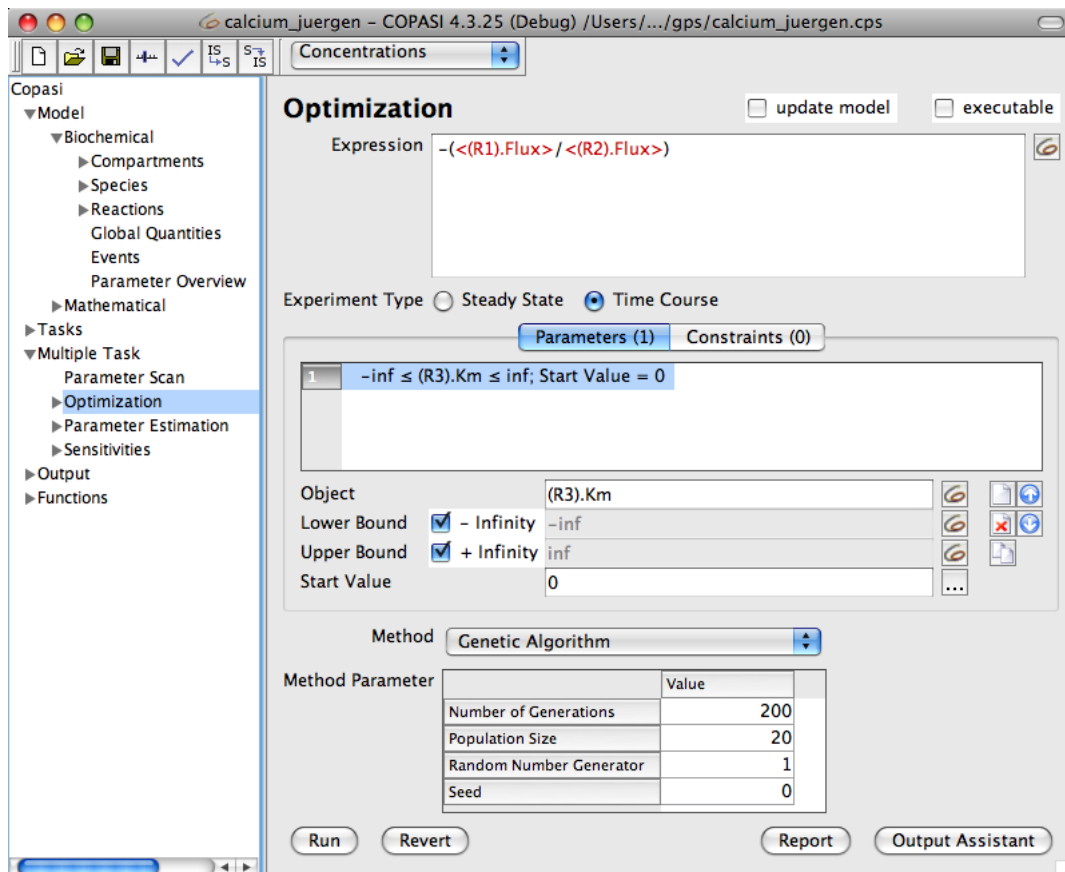 calcium_juergen – COPASI 4.3.25 (Debug) /Users/.../gps/calcium_juergen.cps
IS S S IS Concentrations
Copasi
Model
Biochemical
Compartments
Species
Reactions
Global Quantities
Events
Parameter Overview
Mathematical
Tasks
Multiple Task
Parameter Scan
Optimization
Parameter Estimation
Sensitivities
Output
Functions
Optimization update model executable
Expression -(<(R1).Flux>/<(R2).Flux>)
Experiment Type Steady State Time Course
Parameters (1) Constraints (0)
1 -inf ≤ (R3).Km ≤ inf; Start Value = 0
Object (R3).Km
Lower Bound - Infinity -inf
Upper Bound + Infinity inf
Start Value 0 ...
Method Genetic Algorithm
Method Parameter Value
Number of Generations 200
Population Size 20
Random Number Generator 1
Seed 0
Run Revert Report Output Assistant